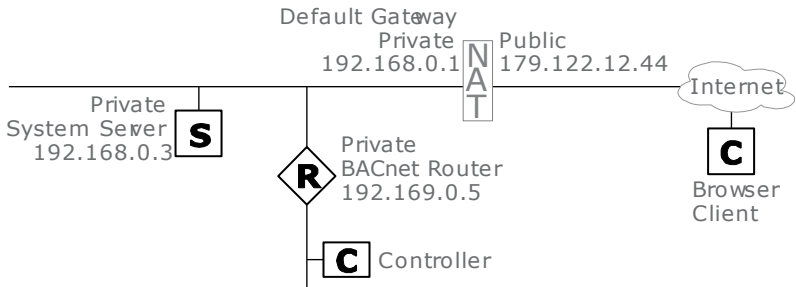 Default Gateway
Private
192.168.0.1
NAT
Public
179.122.12.44
Internet
Private
System Server
192.168.0.3
S
Private
BACnet Router
192.169.0.5
R
C
Browser
Client
C
Controller